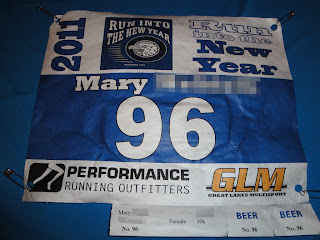 2011
RUN INTO
THE NEW YEAR
Run
into the
New
Year
Mary
96
PERFORMANCE
RUNNING OUTFITTERS
GLM
GREAT LAKES MULTISPORT
Mary
Female 10k
No. 96
BEER
No. 96
BEER
No. 96